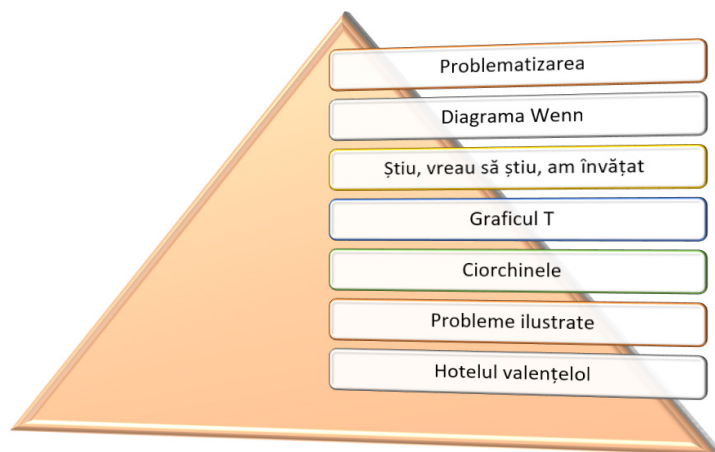 Problematizarea
Diagrama Wenn
Știu, vreau să știu, am învățat
Graficul T
Ciorchinele
Probleme ilustrate
Hotelul valențelol